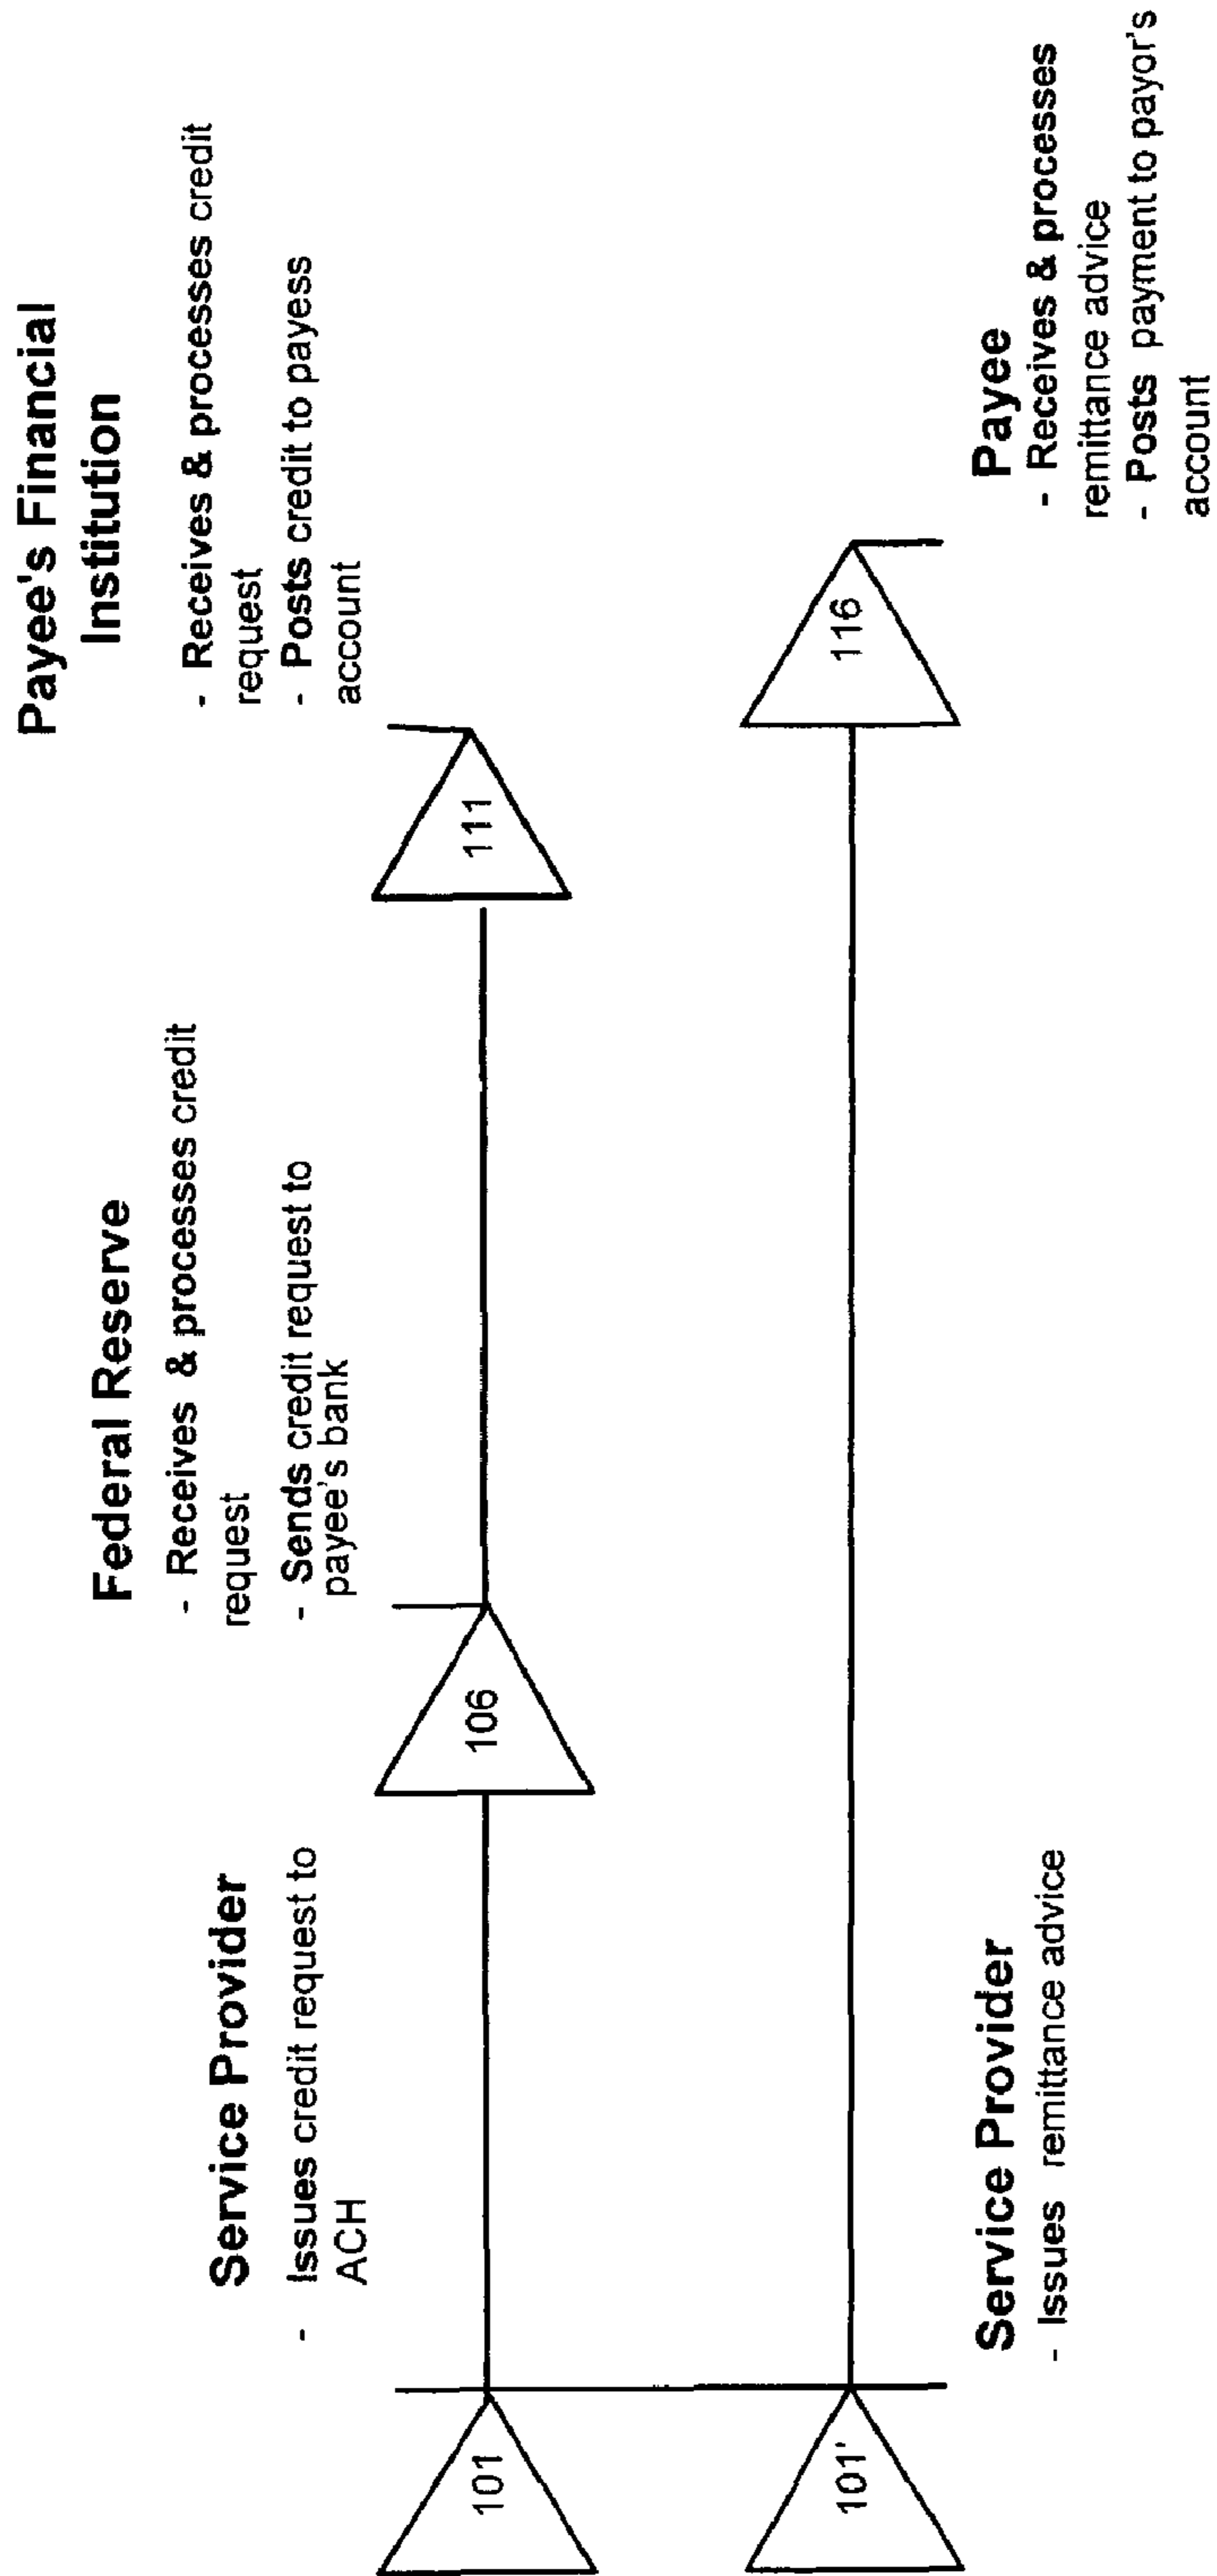 Service Provider
- Issues credit request to
ACH
Federal Reserve
- Receives & processes credit
request
- Sends credit request to
payee's bank
Payee's Financial
Institution
- Receives & processes credit
request
- Posts credit to payess
account
101
106
111
101'
116
Service Provider
- Issues remittance advice
Payee
- Receives & processes
remittance advice
- Posts payment to payor's
account